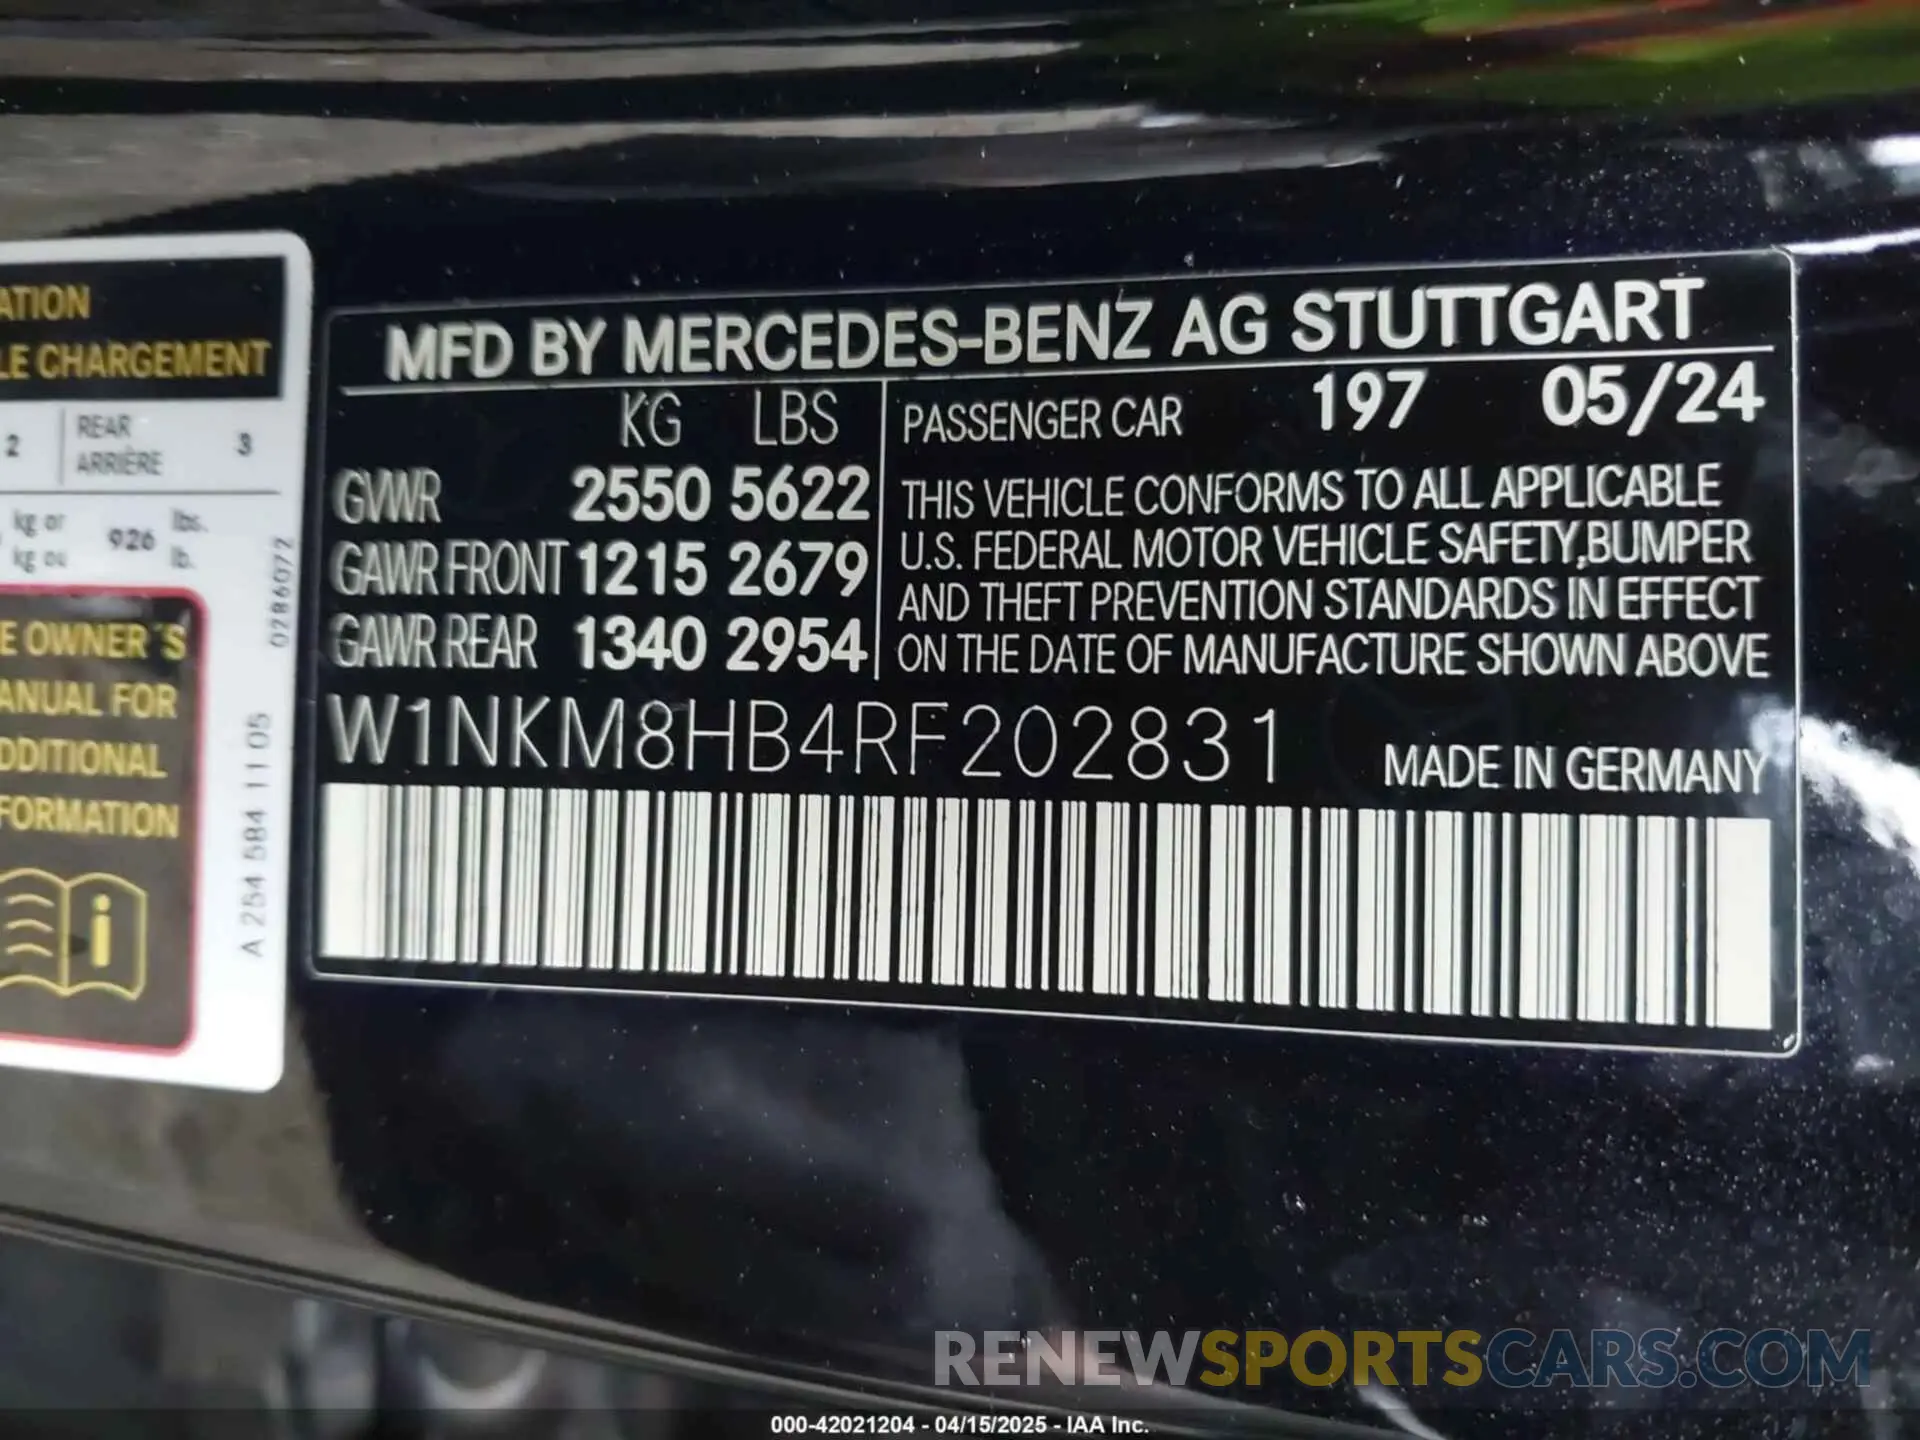 ATION
LE CHARGEMENT
2 REAR ARRIÈRE 3
kg or
kg ou 926 lbs.
lb.
E OWNER´S
ANUAL FOR
DDITIONAL
FORMATION
i
A 254 584 11 05 0286072
MFD BY MERCEDES-BENZ AG STUTTGART
KG LBS
GVWR 2550 5622
GAWR FRONT 1215 2679
GAWR REAR 1340 2954
PASSENGER CAR 197 05/24
THIS VEHICLE CONFORMS TO ALL APPLICABLE
U.S. FEDERAL MOTOR VEHICLE SAFETY,BUMPER
AND THEFT PREVENTION STANDARDS IN EFFECT
ON THE DATE OF MANUFACTURE SHOWN ABOVE
W1NKM8HB4RF202831
MADE IN GERMANY
RENEWSPORTSCARS.COM
000-42021204 - 04/15/2025 - IAA Inc.